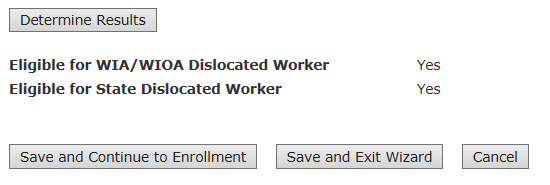 Determine Results
Eligible for WIA/WIOA Dislocated Worker Yes
Eligible for State Dislocated Worker Yes
Save and Continue to Enrollment Save and Exit Wizard Cancel